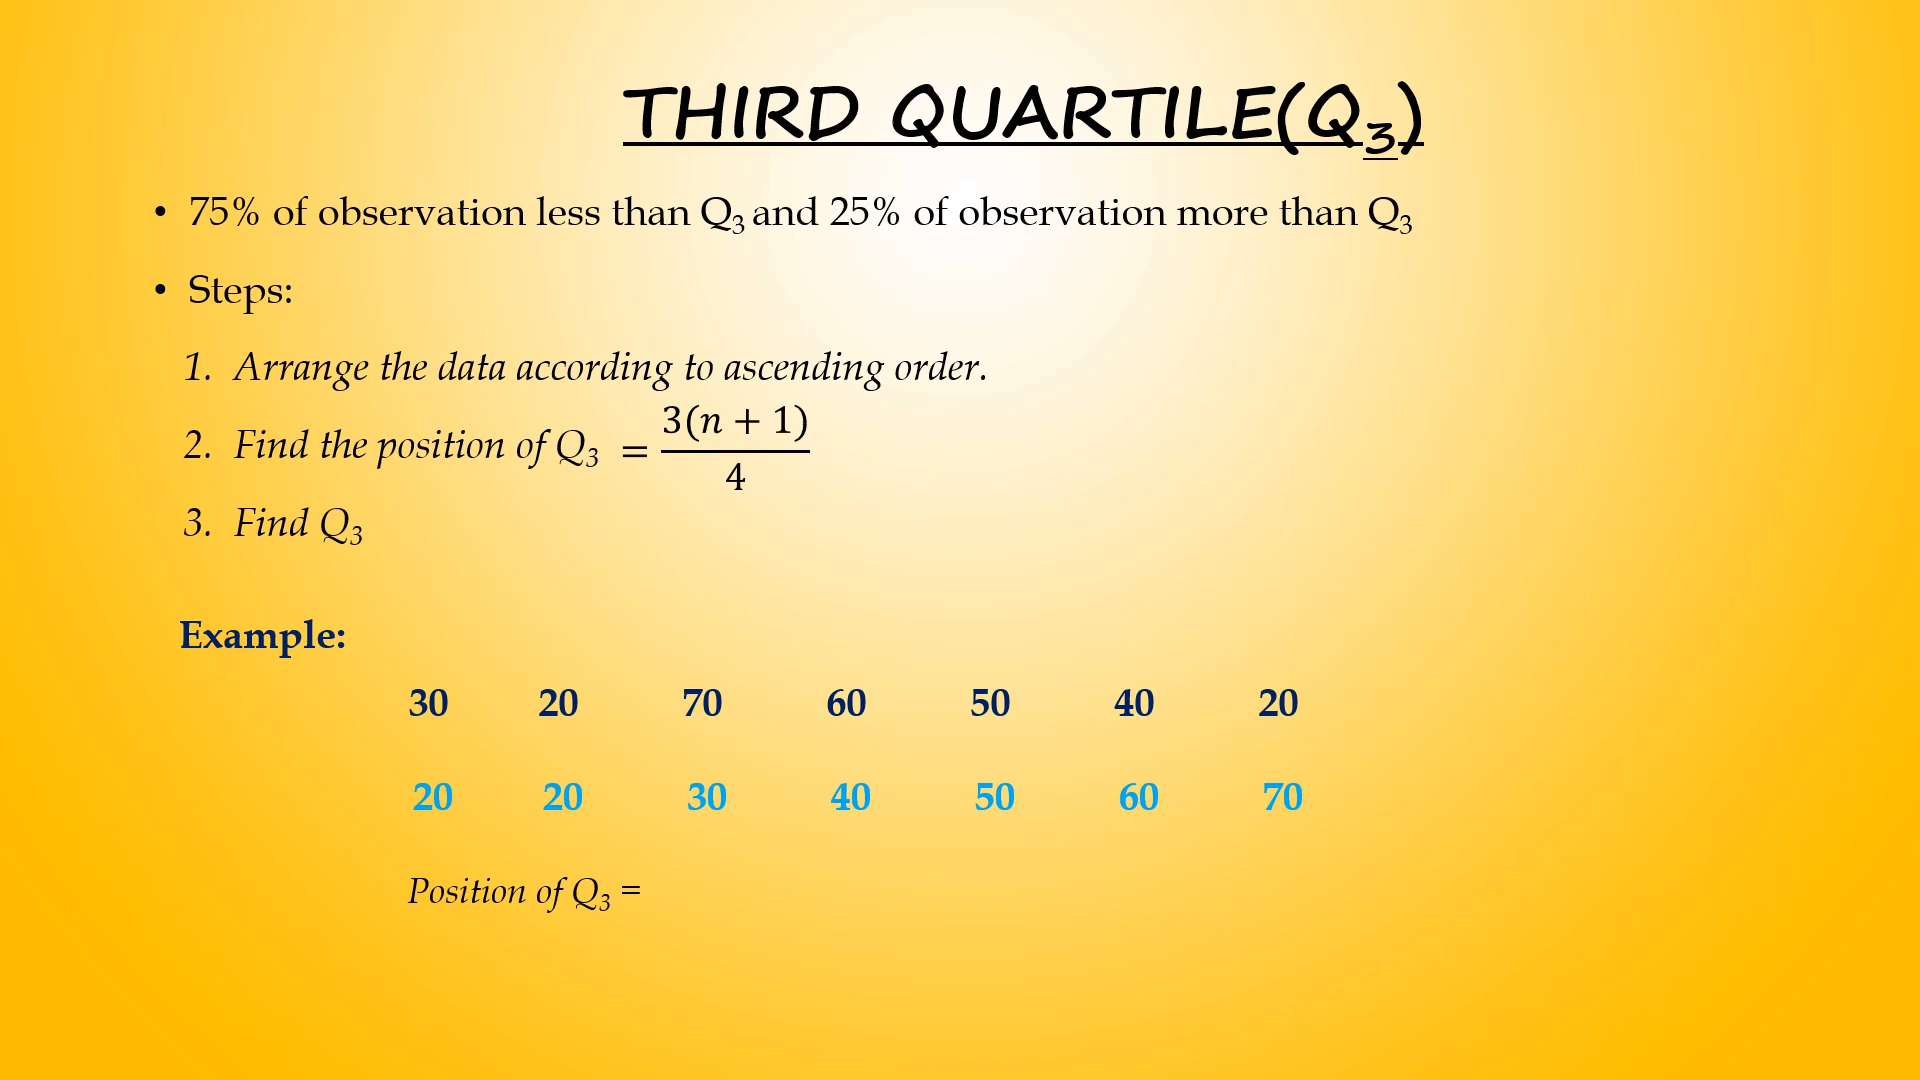 THIRD QUARTILE(Q₃)
• 75% of observation less than Q₃ and 25% of observation more than Q₃
• Steps:
1. Arrange the data according to ascending order.
2. Find the position of Q₃ = 3(n + 1)/4
3. Find Q₃
Example:
30 20 70 60 50 40 20
20 20 30 40 50 60 70
Position of Q₃ =